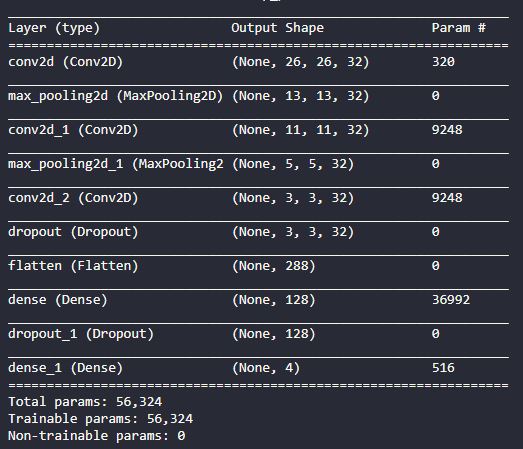 Layer (type) Output Shape Param #
conv2d (Conv2D) (None, 26, 26, 32) 320
max_pooling2d (MaxPooling2D) (None, 13, 13, 32) 0
conv2d_1 (Conv2D) (None, 11, 11, 32) 9248
max_pooling2d_1 (MaxPooling2 (None, 5, 5, 32) 0
conv2d_2 (Conv2D) (None, 3, 3, 32) 9248
dropout (Dropout) (None, 3, 3, 32) 0
flatten (Flatten) (None, 288) 0
dense (Dense) (None, 128) 36992
dropout_1 (Dropout) (None, 128) 0
dense_1 (Dense) (None, 4) 516
Total params: 56,324
Trainable params: 56,324
Non-trainable params: 0